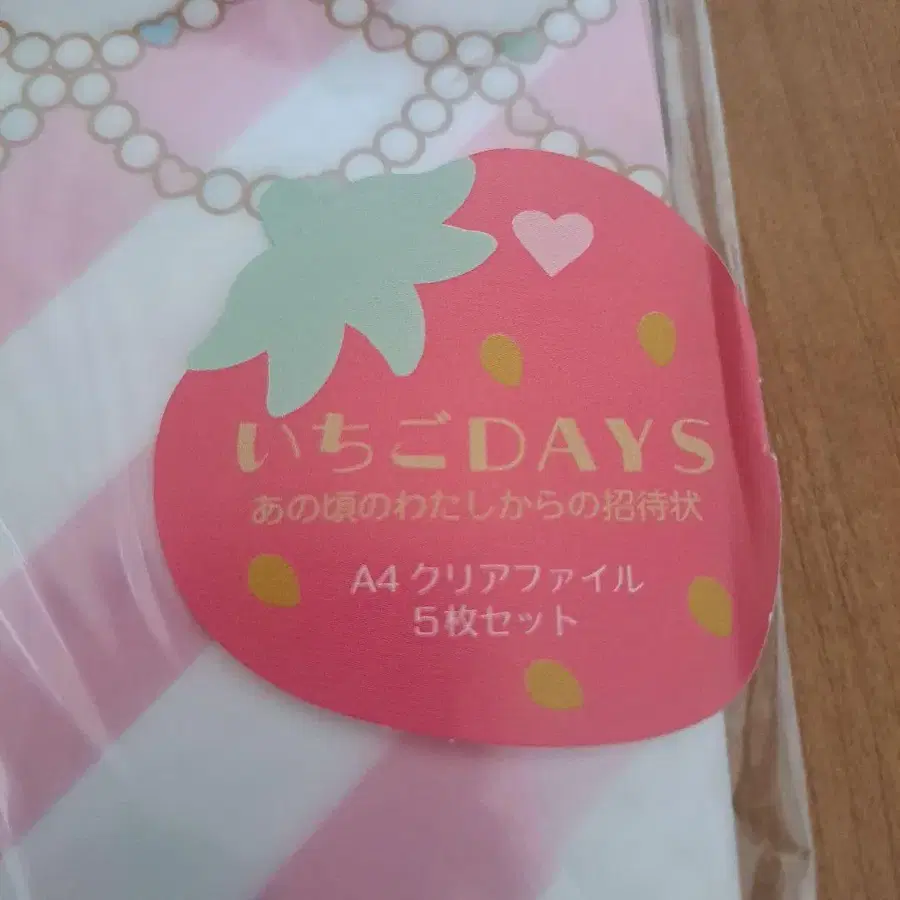 いちごDAYS
あの頃のわたしからの招待状
A4 クリアファイル
5枚セット